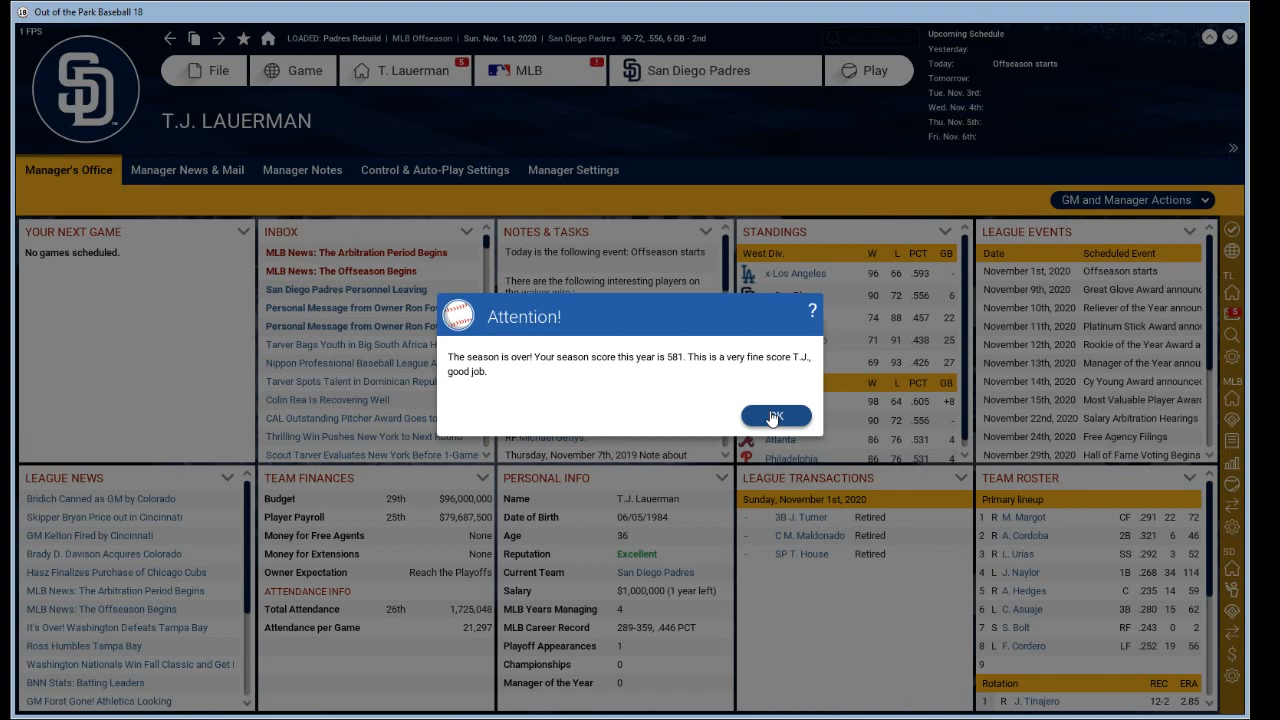 Out of the Park Baseball 18
1 FPS
LOADED: Padres Rebuild | MLB Offseason | Sun. Nov. 1st, 2020 | San Diego Padres 90-72, .556, 6 GB - 2nd
File
Game
T. Lauerman 5
MLB !
San Diego Padres
Play
Upcoming Schedule
Yesterday:
Today: Offseason starts
Tomorrow:
Tue. Nov. 3rd:
Wed. Nov. 4th:
Thu. Nov. 5th:
Fri. Nov. 6th:
T.J. LAUERMAN
Manager's Office
Manager News & Mail
Manager Notes
Control & Auto-Play Settings
Manager Settings
GM and Manager Actions
YOUR NEXT GAME
No games scheduled.
INBOX
MLB News: The Arbitration Period Begins
MLB News: The Offseason Begins
San Diego Padres Personnel Leaving
Personal Message from Owner Ron Fo
Personal Message from Owner Ron Fo
Tarver Bags Youth in Big South Africa H
Nippon Professional Baseball League A
Tarver Spots Talent in Dominican Repu
Colin Rea Is Recovering Well
CAL Outstanding Pitcher Award Goes to
Thrilling Win Pushes New York to Next Round
Scout Tarver Evaluates New York Before 1-Game
NOTES & TASKS
Today is the following event: Offseason starts
There are the following interesting players on
the waiver wire:
RF Michael Gettys.
Thursday, November 7th, 2019 Note about
STANDINGS
West Div. W L PCT GB
x-Los Angeles 96 66 .593 -
90 72 .556 6
74 88 .457 22
71 91 .438 25
69 93 .426 27
W L PCT GB
98 64 .605 +8
90 72 .556 -
Atlanta 86 76 .531 4
Philadelphia 86 76 .531 4
LEAGUE EVENTS
Date Scheduled Event
November 1st, 2020 Offseason starts
November 9th, 2020 Great Glove Award announc
November 10th, 2020 Reliever of the Year award
November 11th, 2020 Platinum Stick Award annou
November 12th, 2020 Rookie of the Year Award a
November 13th, 2020 Manager of the Year annou
November 14th, 2020 Cy Young Award announced
November 15th, 2020 Most Valuable Player Award
November 22nd, 2020 Salary Arbitration Hearings
November 24th, 2020 Free Agency Filings
November 29th, 2020 Hall of Fame Voting Begins
Attention!
?
The season is over! Your season score this year is 581. This is a very fine score T.J.,
good job.
OK
LEAGUE NEWS
Bridich Canned as GM by Colorado
Skipper Bryan Price out in Cincinnati
GM Kelton Fired by Cincinnati
Brady D. Davison Acquires Colorado
Hasz Finalizes Purchase of Chicago Cubs
MLB News: The Arbitration Period Begins
MLB News: The Offseason Begins
It's Over! Washington Defeats Tampa Bay
Ross Humbles Tampa Bay
Washington Nationals Win Fall Classic and Get I
BNN Stats: Batting Leaders
GM Forst Gone! Athletics Looking
TEAM FINANCES
Budget 29th $96,000,000
Player Payroll 25th $79,687,500
Money for Free Agents None
Money for Extensions None
Owner Expectation Reach the Playoffs
ATTENDANCE INFO
Total Attendance 26th 1,725,048
Attendance per Game 21,297
PERSONAL INFO
Name T.J. Lauerman
Date of Birth 06/05/1984
Age 36
Reputation Excellent
Current Team San Diego Padres
Salary $1,000,000 (1 year left)
MLB Years Managing 4
MLB Career Record 289-359, .446 PCT
Playoff Appearances 1
Championships 0
Manager of the Year 0
LEAGUE TRANSACTIONS
Sunday, November 1st, 2020
- 3B J. Turner Retired
- C M. Maldonado Retired
- SP T. House Retired
TEAM ROSTER
Primary lineup
1 R M. Margot CF .291 22 72
2 R A. Cordoba 2B .321 6 46
3 R L. Urias SS .292 3 52
4 L J. Naylor 1B .268 34 114
5 R A. Hedges C .235 14 59
6 L C. Asuaje 3B .280 15 62
7 S S. Bolt RF .243 0 2
8 L F. Cordero LF .252 19 56
9
Rotation REC ERA
1 R J. Tinajero 12-2 2.85
TL
5
MLB
SD